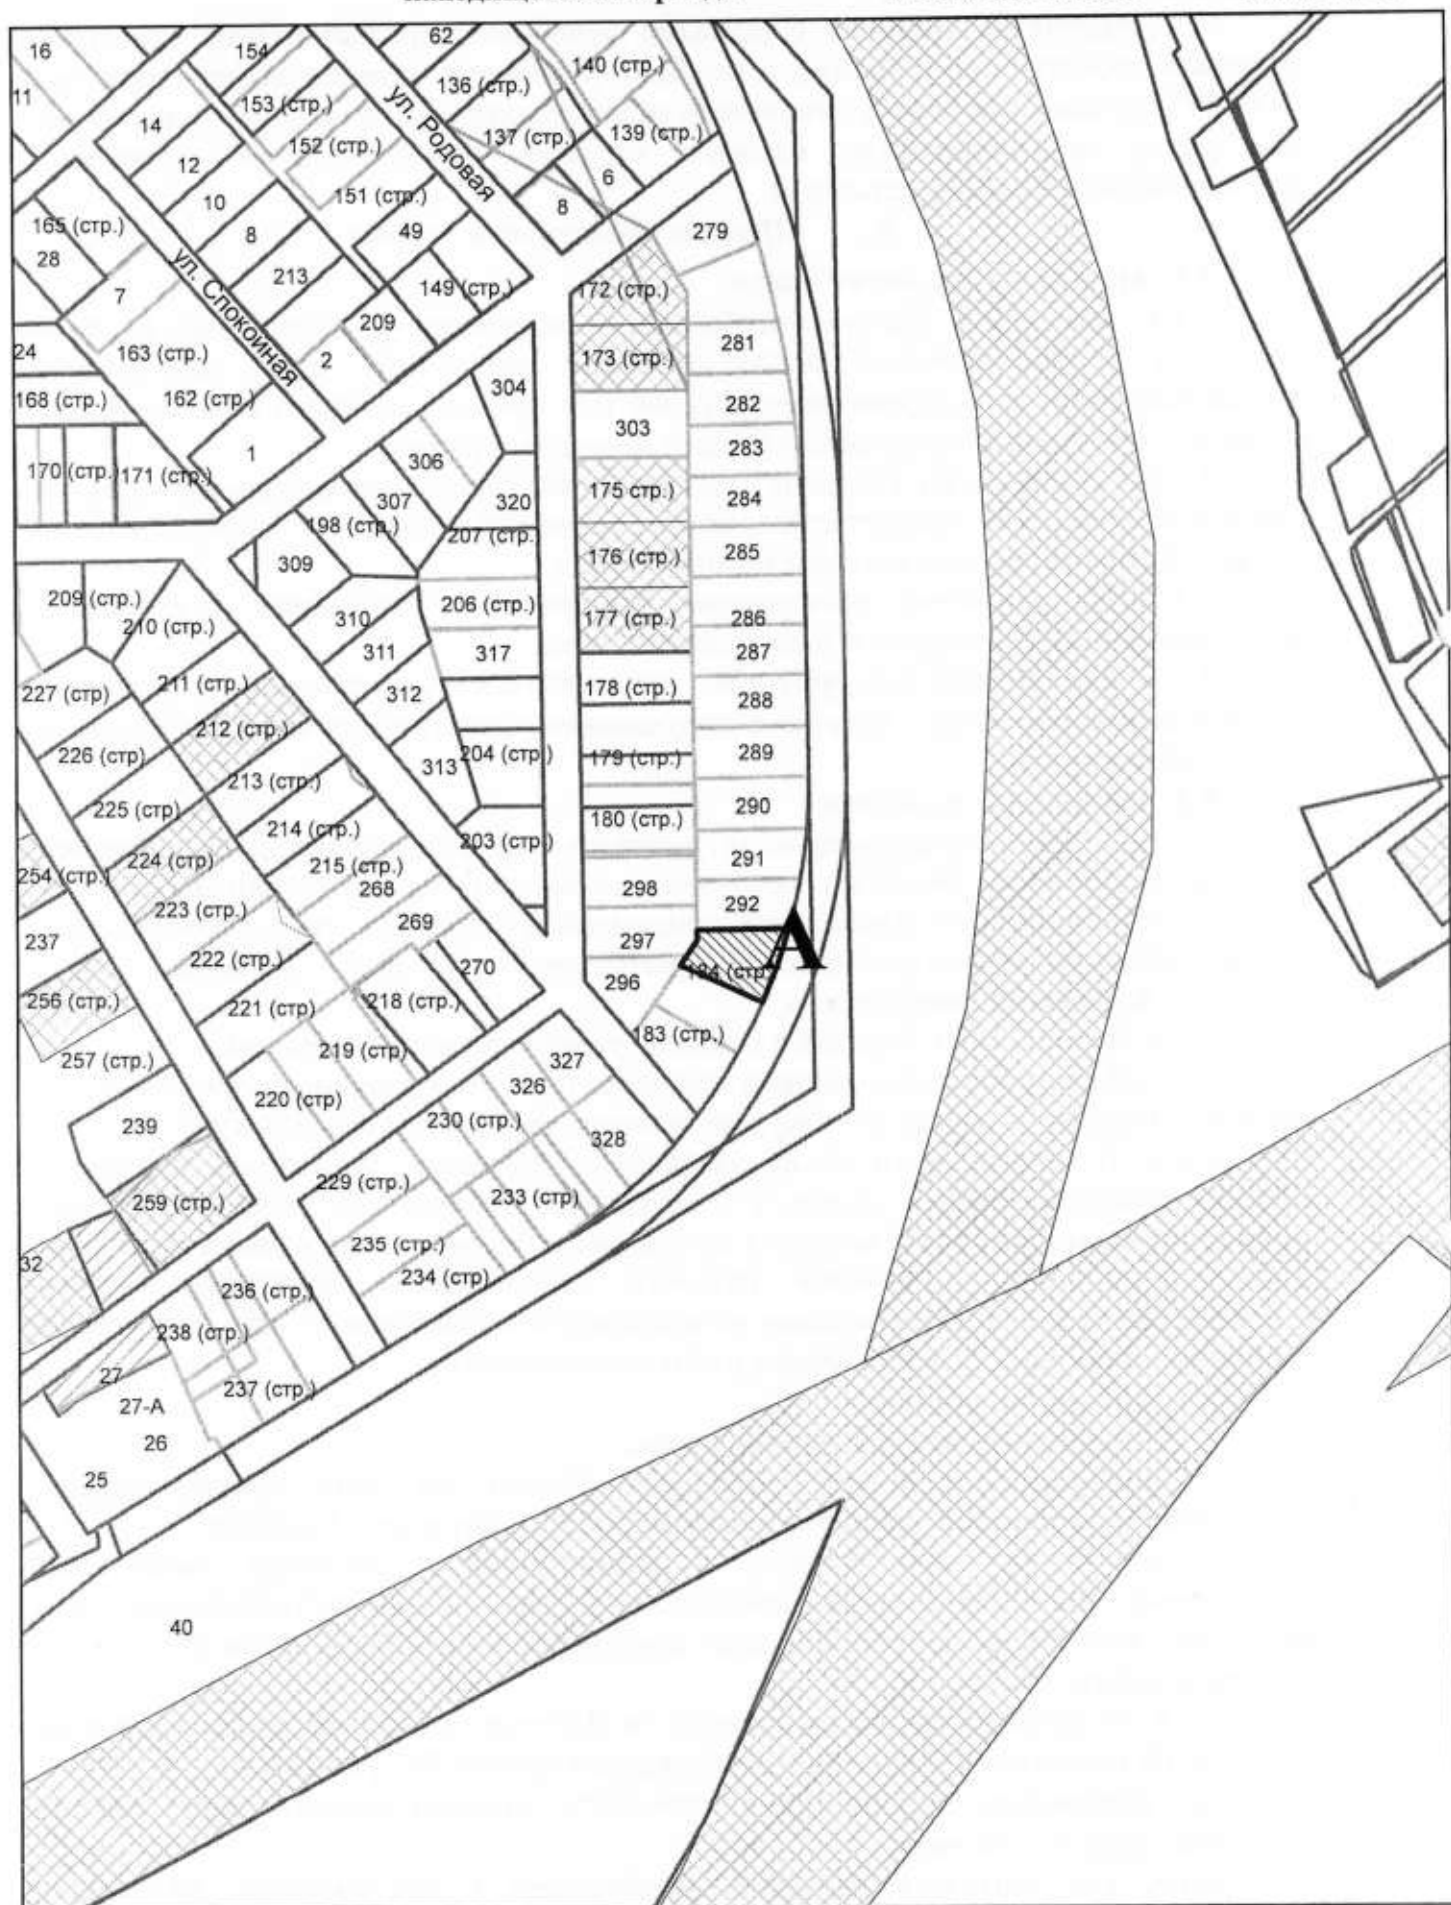 16
154
62
140 (стр.)
11
153 (стр.)
136 (стр.)
ул. Родовая
14
152 (стр.)
137 (стр.)
139 (стр.)
12
151 (стр.)
6
10
8
165 (стр.)
8
49
279
28
ул. Спокойная
213
149 (стр.)
172 (стр.)
7
209
24
163 (стр.)
2
173 (стр.)
281
168 (стр.)
162 (стр.)
304
282
303
1
306
283
170 (стр.)
171 (стр.)
307
320
175 стр.)
284
198 (стр.)
207 (стр.)
309
176 (стр.)
285
209 (стр.)
206 (стр.)
210 (стр.)
310
177 (стр.)
286
311
317
287
227 (стр)
211 (стр.)
312
178 (стр.)
288
212 (стр.)
226 (стр)
204 (стр.)
179 (стр.)
289
313
213 (стр.)
225 (стр)
290
214 (стр.)
180 (стр.)
203 (стр.)
224 (стр)
215 (стр.)
291
254 (стр.)
268
298
223 (стр.)
292
269
237
297
А
222 (стр.)
270
184 (стр
296
256 (стр.)
221 (стр)
218 (стр.)
183 (стр.)
257 (стр.)
219 (стр)
327
326
220 (стр)
230 (стр.)
239
328
229 (стр.)
233 (стр)
259 (стр.)
235 (стр.)
32
234 (стр)
236 (стр.)
238 (стр.)
27
237 (стр.)
27-А
26
25
40